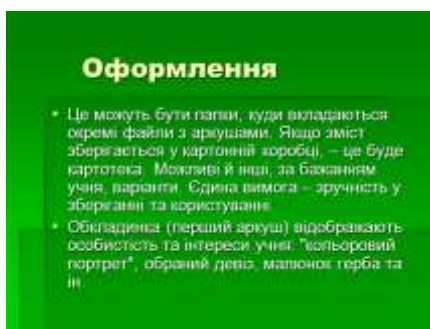 Оформлення
Це можуть бути папки, куди вкладаються
окремі файли з аркушами. Якщо зміст
зберігається у картонній коробці, – це буде
картотека. Можливі й інші, за бажанням
учня, варіанти. Єдина вимога – зручність у
зберіганні та користуванні.
Обкладинка (перший аркуш) відображають
особистість та інтереси учня: "кольоровий
портрет", обраний девіз, малюнок герба та
ін.